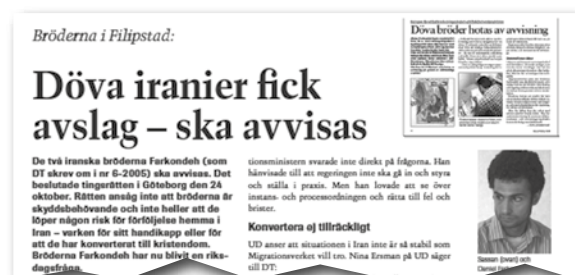 Bröderna i Filipstad:
Döva bröder hotas av avvisning
Döva iranier fick
avslag – ska avvisas
De två iranska bröderna Farkondeh (som
DT skrev om i nr 6-2005) ska avvisas. Det
beslutade tingsrätten i Göteborg den 24
oktober. Rätten ansåg inte att bröderna är
skyddsbehövande och inte heller att de
löper någon risk för förföljelse hemma i
Iran – varken för sitt handikapp eller för
att de har konverterat till kristendom.
Bröderna Farkondeh har nu blivit en riks-
dagsfråga.
tionsministern svarade inte direkt på frågorna. Han
hänvisade till att regeringen inte ska gå in och styra
och ställa i praxis. Men han lovade att se över
instans- och processordningen och rätta till fel och
brister.
Konvertera ej tillräckligt
UD anser att situationen i Iran inte är så stabil som
Migrationsverket vill tro. Nina Ersman på UD säger
till DT:
Sassan (ovan) och
Daniel